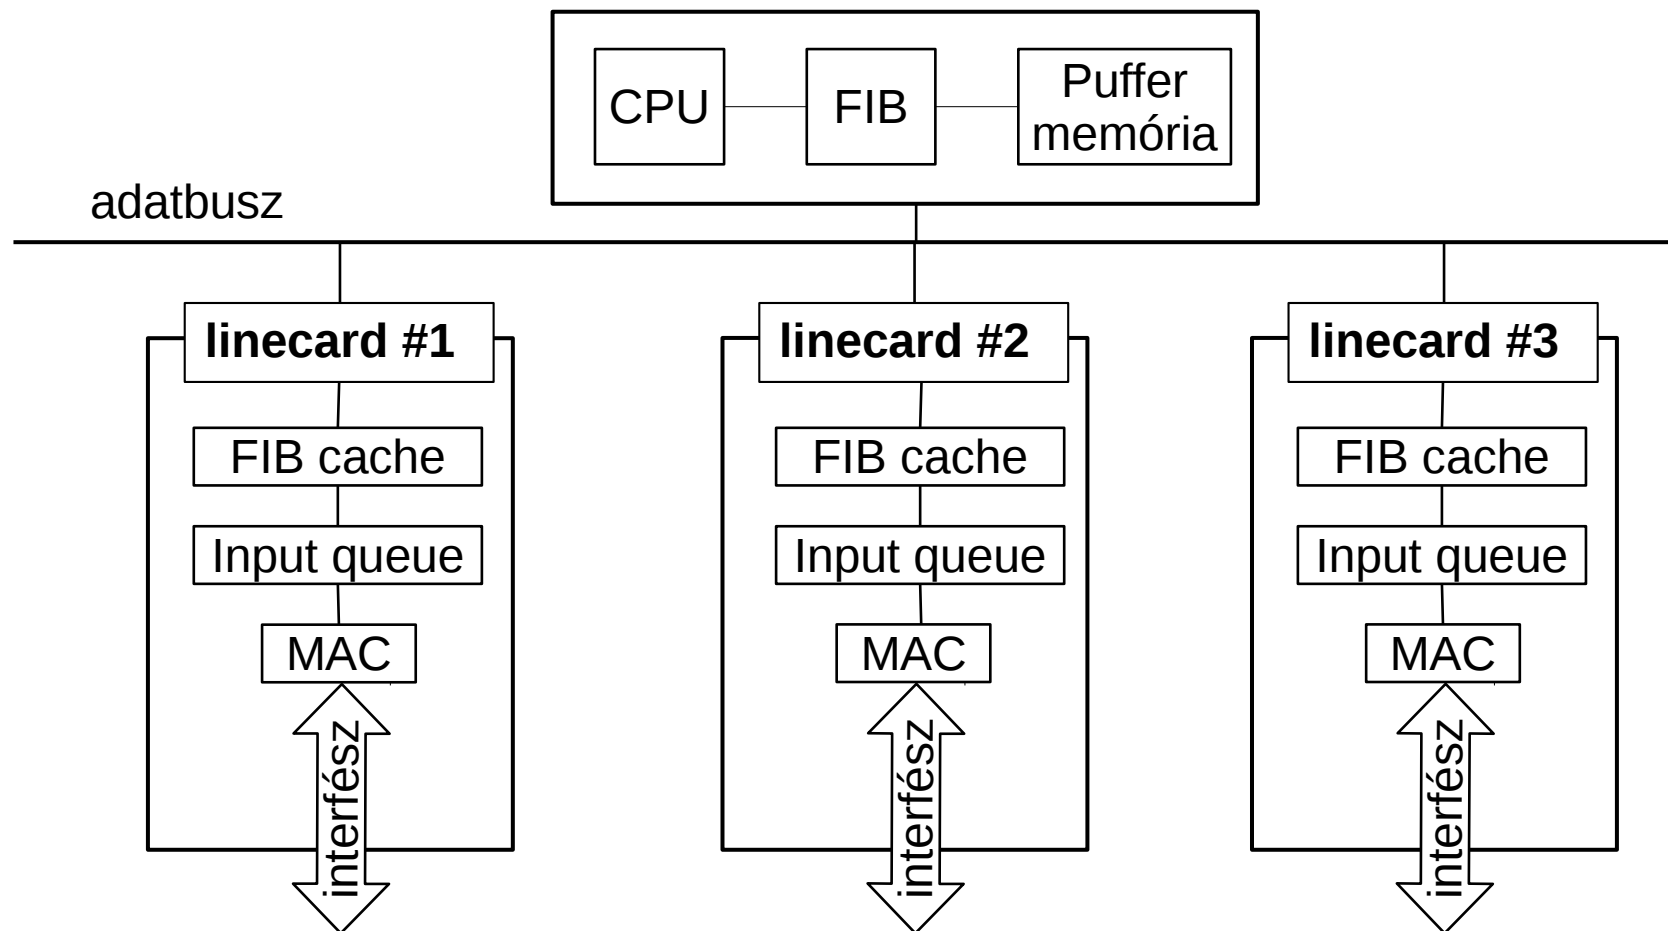 CPU
FIB
Puffer
memória
adatbusz
linecard #1
linecard #2
linecard #3
FIB cache
FIB cache
FIB cache
Input queue
Input queue
Input queue
MAC
MAC
MAC
interfész
interfész
interfész